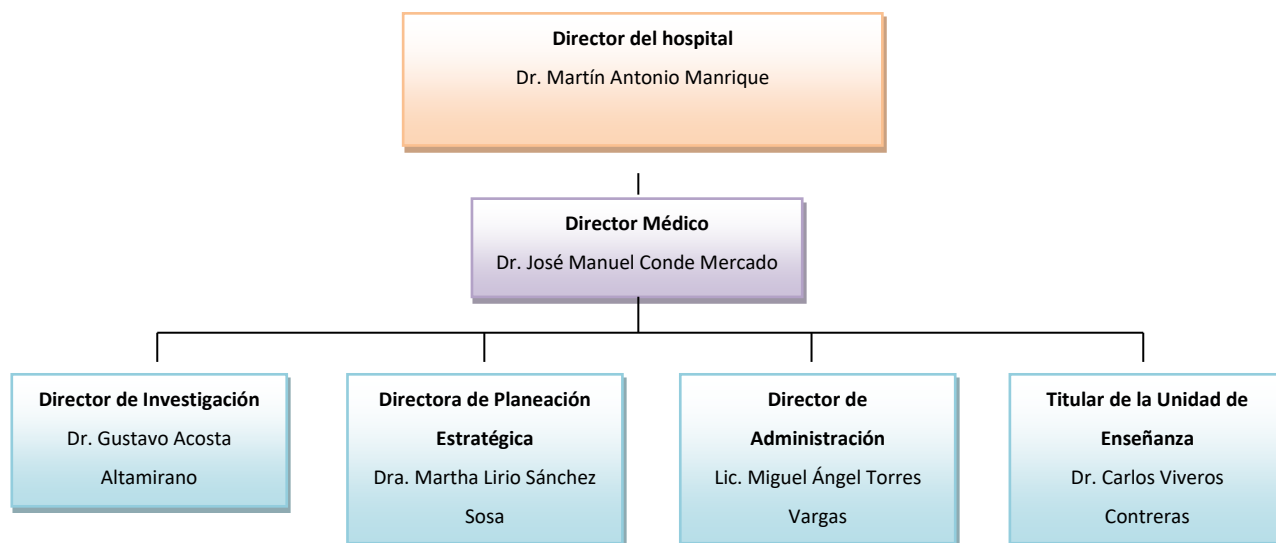 Director del hospital
Dr. Martín Antonio Manrique
Director Médico
Dr. José Manuel Conde Mercado
Director de Investigación
Dr. Gustavo Acosta
Altamirano
Directora de Planeación
Estratégica
Dra. Martha Lirio Sánchez
Sosa
Director de
Administración
Lic. Miguel Ángel Torres
Vargas
Titular de la Unidad de
Enseñanza
Dr. Carlos Viveros
Contreras